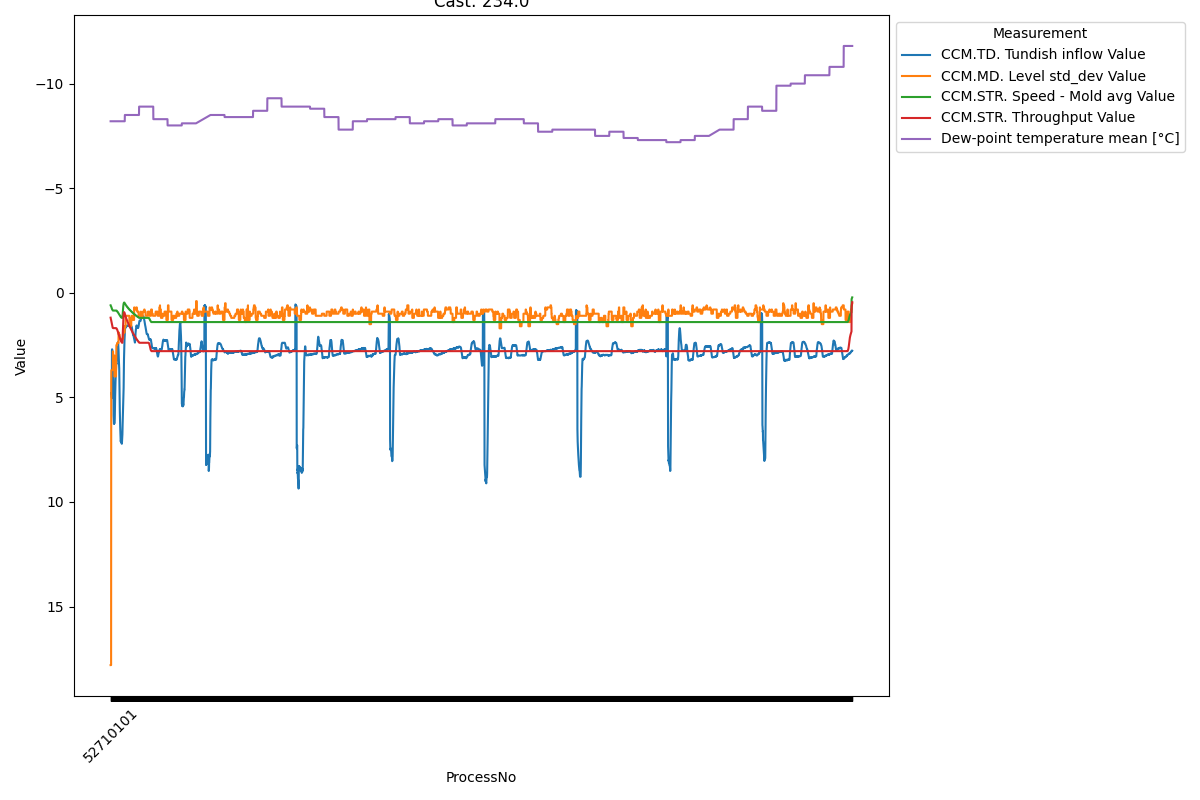 Cast: 234.0
Measurement
CCM.TD. Tundish inflow Value
CCM.MD. Level std_dev Value
CCM.STR. Speed - Mold avg Value
CCM.STR. Throughput Value
Dew-point temperature mean [°C]
−10
−5
0
5
10
15
Value
52710101
ProcessNo